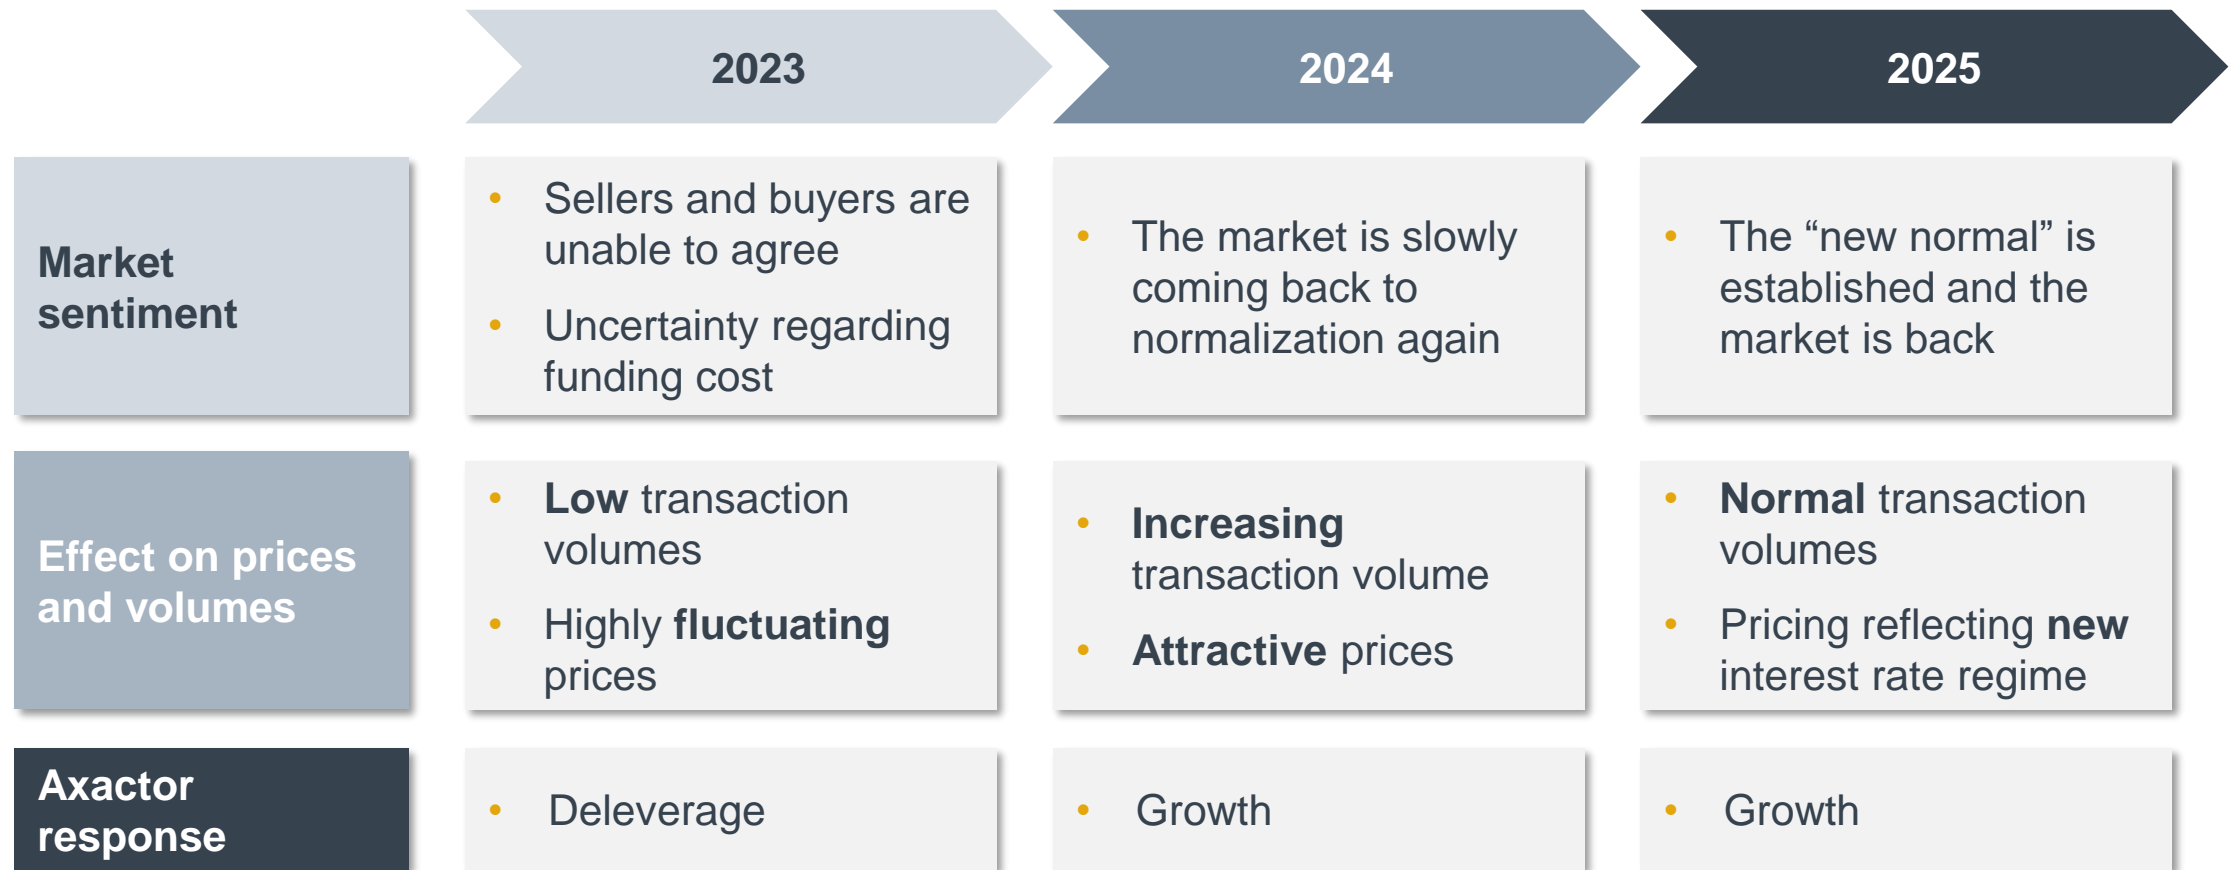 2023
2024
2025
Market
sentiment
• Sellers and buyers are
unable to agree
• Uncertainty regarding
funding cost
• The market is slowly
coming back to
normalization again
• The “new normal” is
established and the
market is back
Effect on prices
and volumes
• Low transaction
volumes
• Highly fluctuating
prices
• Increasing
transaction volume
• Attractive prices
• Normal transaction
volumes
• Pricing reflecting new
interest rate regime
Axactor
response
• Deleverage
• Growth
• Growth